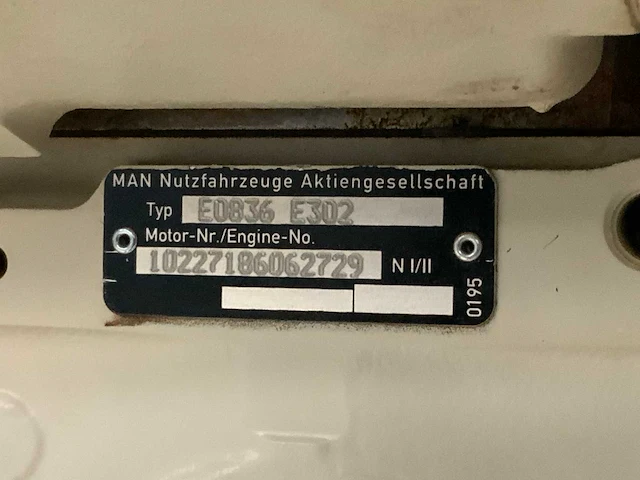 MAN Nutzfahrzeuge Aktiengesellschaft
Typ E0836 E302
Motor-Nr./Engine-No.
10227186062729 N I/II
0195